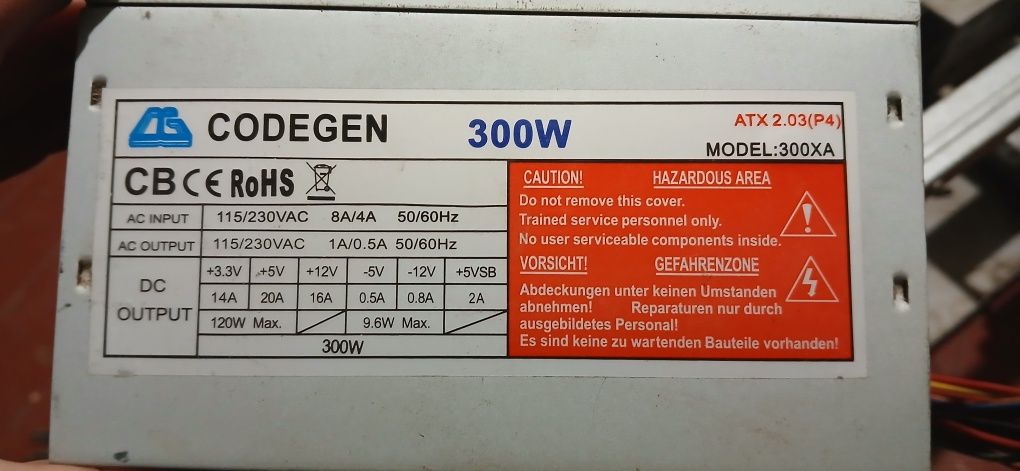 CG CODEGEN 300W ATX 2.03(P4)
MODEL:300XA
CB CE RoHS
AC INPUT 115/230VAC 8A/4A 50/60Hz
AC OUTPUT 115/230VAC 1A/0.5A 50/60Hz
DC OUTPUT
+3.3V +5V +12V -5V -12V +5VSB
14A 20A 16A 0.5A 0.8A 2A
120W Max. 9.6W Max.
300W
CAUTION! HAZARDOUS AREA
Do not remove this cover.
Trained service personnel only.
No user serviceable components inside.
VORSICHT! GEFAHRENZONE
Abdeckungen unter keinen Umstanden
abnehmen! Reparaturen nur durch
ausgebildetes Personal!
Es sind keine zu wartenden Bauteile vorhanden!